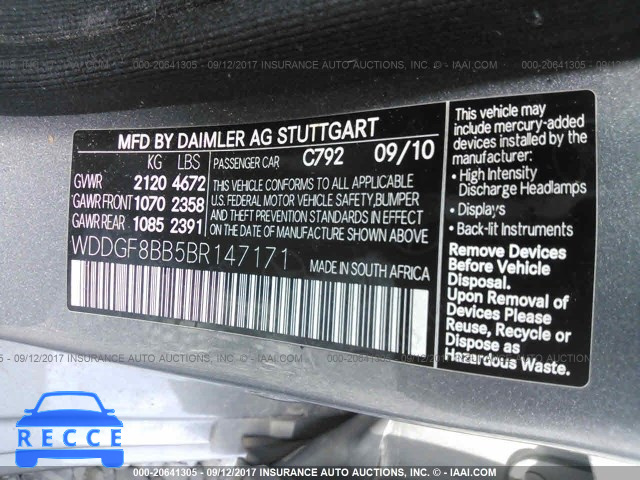 000-20641305 - 09/12/2017 INSURANCE AUTO AUCTIONS, INC. - © IAAI.COM
MFD BY DAIMLER AG STUTTGART
KG LBS
PASSENGER CAR C792 09/10
GVWR 2120 4672
GAWR FRONT 1070 2358
GAWR REAR 1085 2391
THIS VEHICLE CONFORMS TO ALL APPLICABLE
U.S. FEDERAL MOTOR VEHICLE SAFETY,BUMPER
AND THEFT PREVENTION STANDARDS IN EFFECT
ON THE DATE OF MANUFACTURE SHOWN ABOVE.
WDDGF8BB5BR147171
MADE IN SOUTH AFRICA
This vehicle may
include mercury-added
devices installed by the
manufacturer:
• High Intensity
Discharge Headlamps
• Displays
• Back-lit Instruments
Remove Devices
Before Vehicle
Disposal.
Upon Removal of
Devices Please
Reuse, Recycle or
Dispose as
Hazardous Waste.
RECCE
000-20641305 - 09/12/2017 INSURANCE AUTO AUCTIONS, INC. - © IAAI.COM